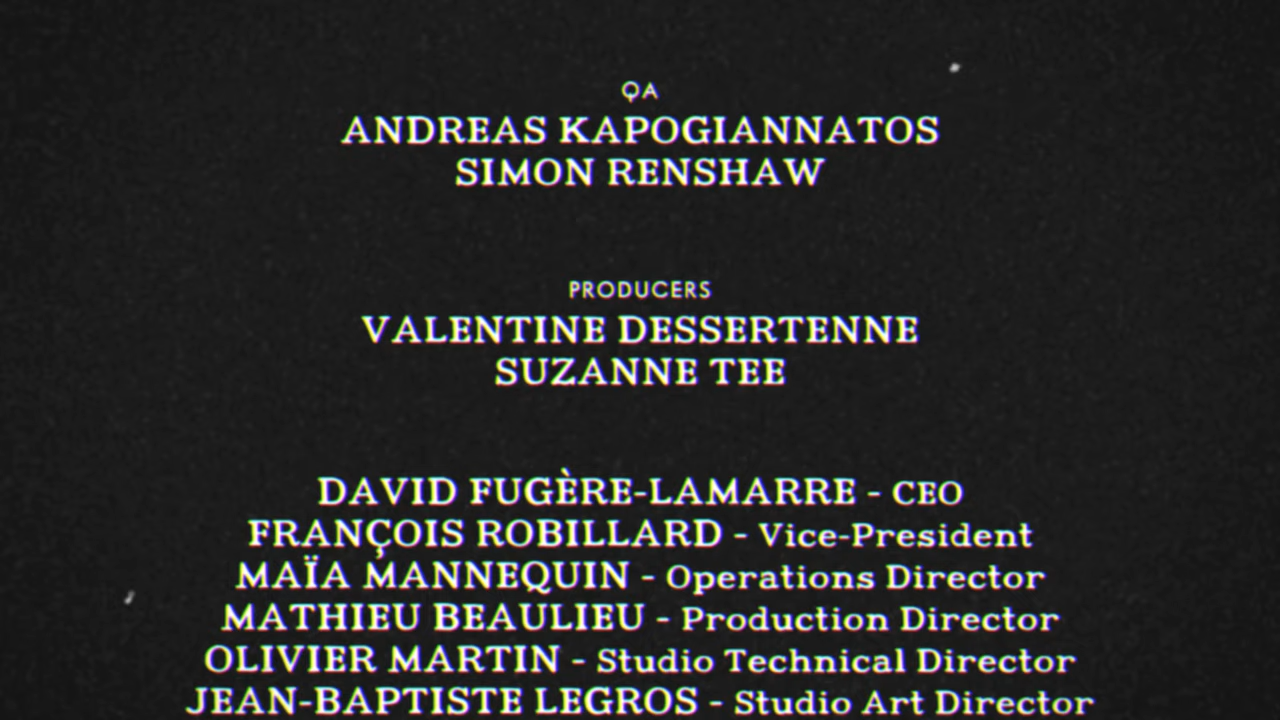 QA
ANDREAS KAPOGIANNATOS
SIMON RENSHAW
PRODUCERS
VALENTINE DESSERTENNE
SUZANNE TEE
DAVID FUGÈRE-LAMARRE - CEO
FRANÇOIS ROBILLARD - Vice-President
MAÏA MANNEQUIN - Operations Director
MATHIEU BEAULIEU - Production Director
OLIVIER MARTIN - Studio Technical Director
JEAN-BAPTISTE LEGROS - Studio Art Director